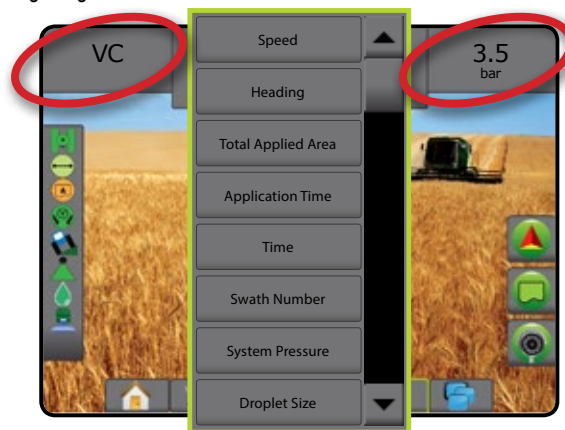 VC
Speed
Heading
Total Applied Area
Application Time
Time
Swath Number
System Pressure
Droplet Size
3.5
bar